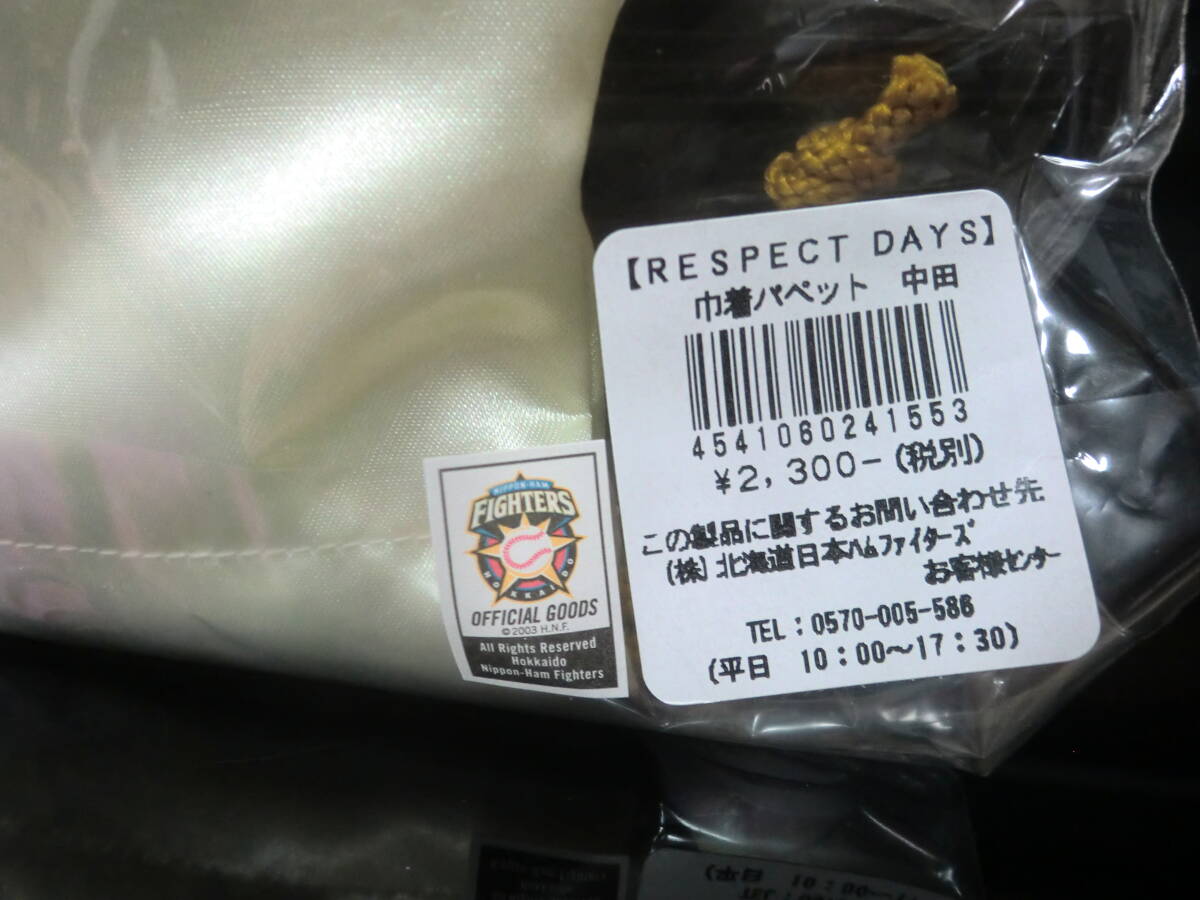 【RESPECT DAYS】
巾着パペット 中田
4541060241553
¥2,300-(税別)
この製品に関するお問い合わせ先
(株)北海道日本ハムファイターズ
お客様センター
TEL:0570-005-586
(平日 10:00〜17:30)
NIPPON-HAM
FIGHTERS
HOKKAIDO
OFFICIAL GOODS
©2003 H.N.F.
All Rights Reserved
Hokkaido
Nippon-Ham Fighters